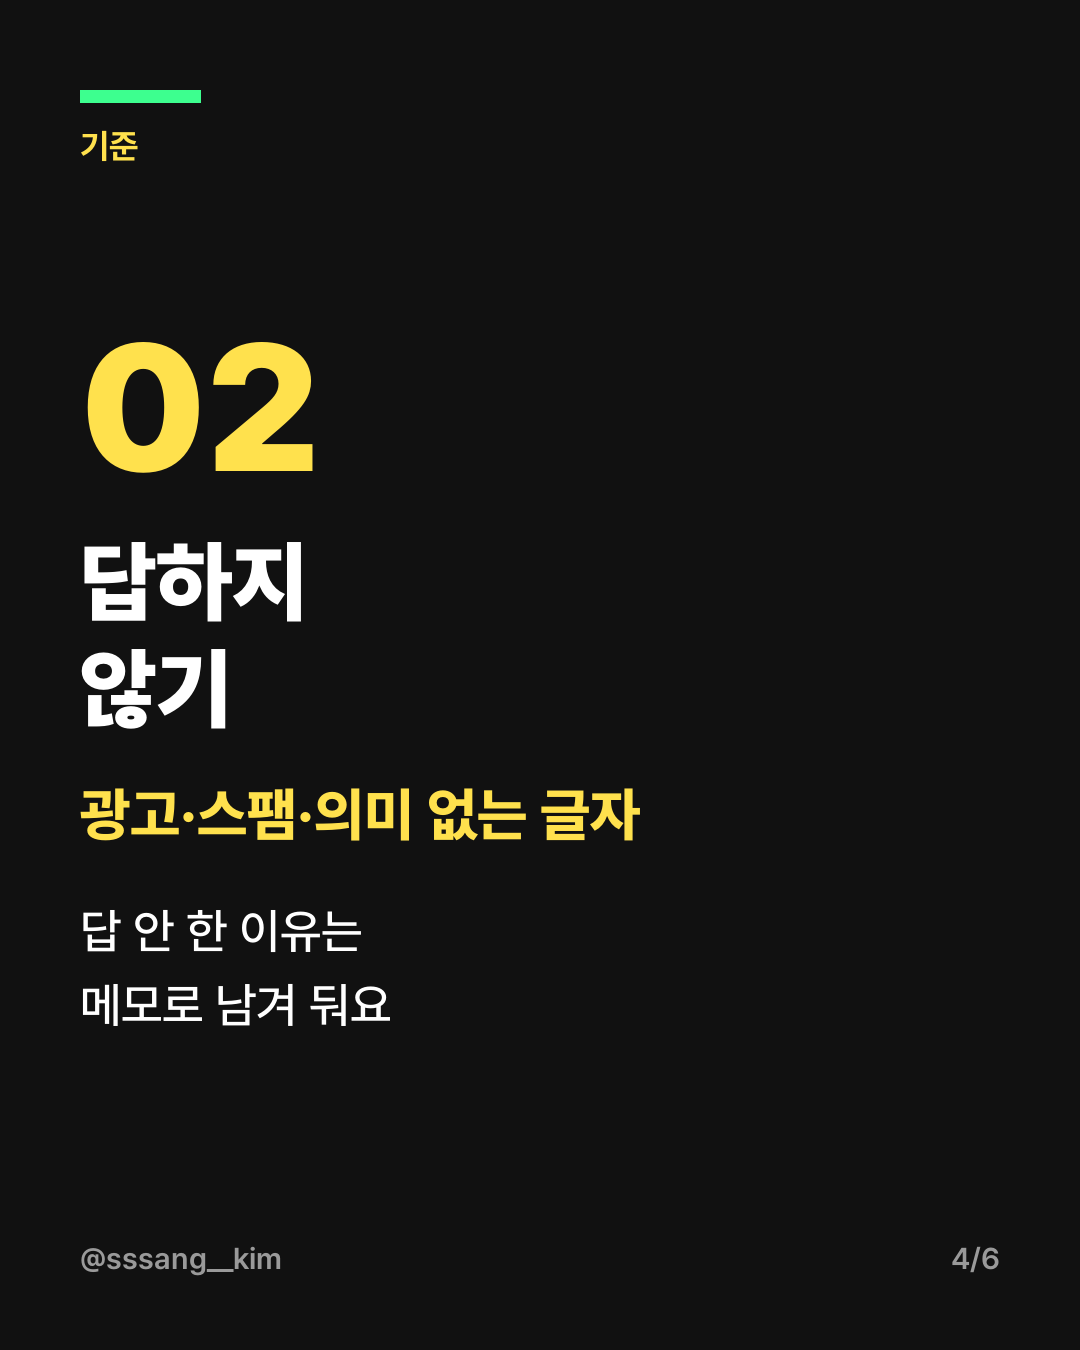 기준
02
답하지
않기
광고·스팸·의미 없는 글자
답 안 한 이유는
메모로 남겨 둬요
@sssang__kim
4/6